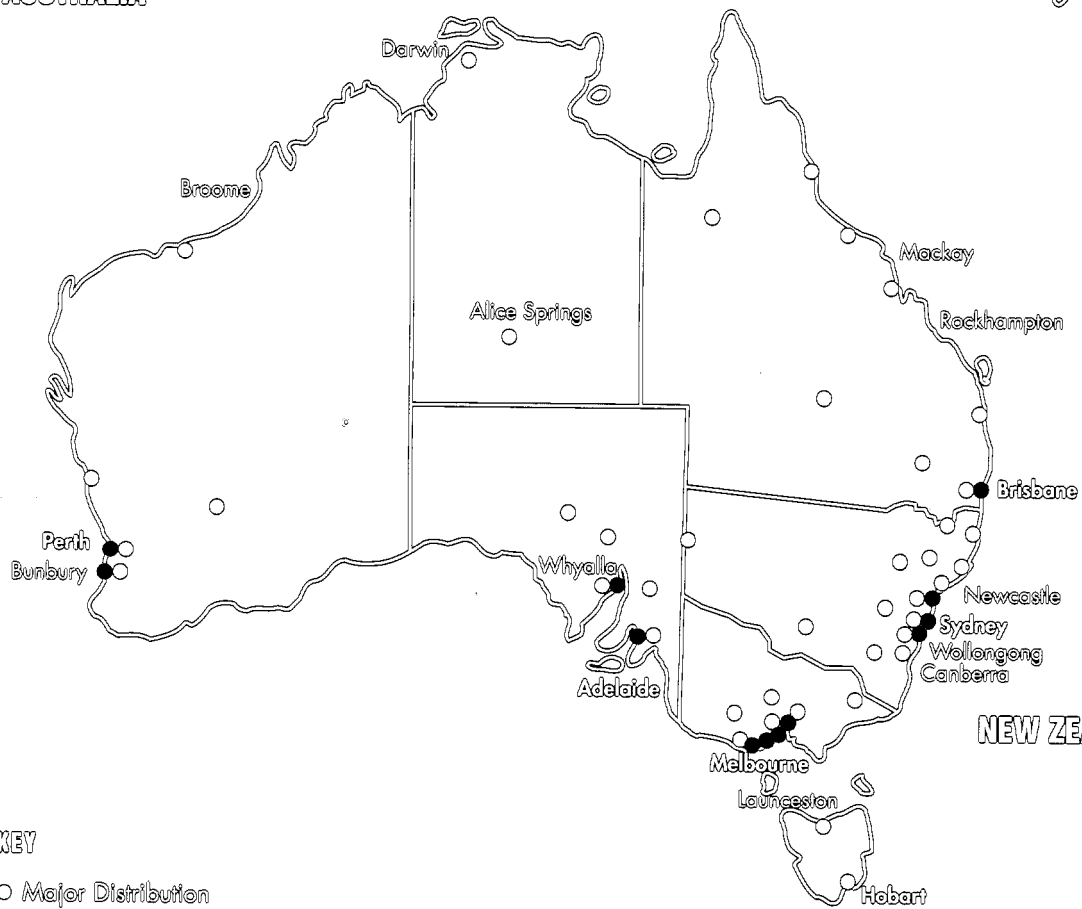 AUSTRALIA
Darwin
Broome
Mackay
Alice Springs
Rockhampton
Brisbane
Perth
Bunbury
Whyalla
Newcastle
Sydney
Wollongong
Canberra
Adelaide
NEW ZEA
Melbourne
Launceston
KEY
Major Distribution
Hobart